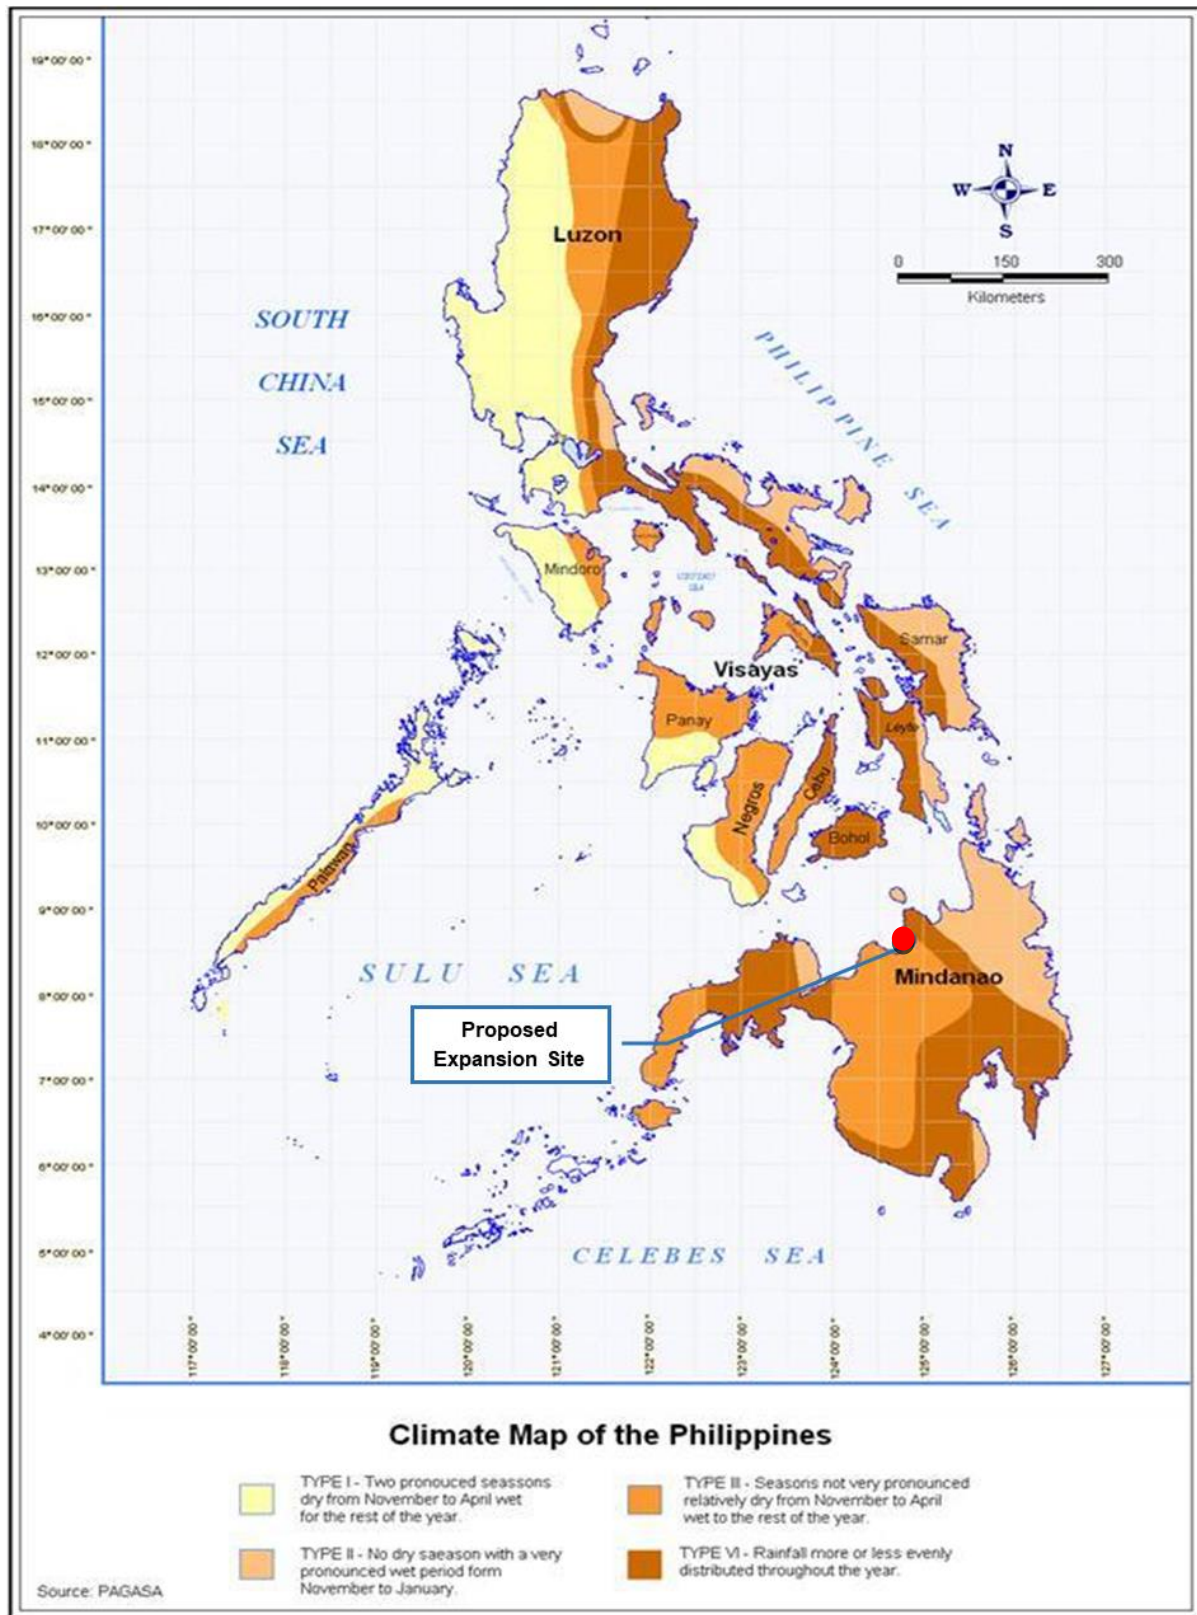 19°00'00"
18°00'00"
17°00'00"
16°00'00"
15°00'00"
14°00'00"
13°00'00"
12°00'00"
11°00'00"
10°00'00"
9°00'00"
8°00'00"
7°00'00"
6°00'00"
5°00'00"
4°00'00"
N
W E
S
0 150 300
Kilometers
Luzon
SOUTH
CHINA
SEA
PHILIPPINE SEA
Mindoro
Samar
Visayas
Panay
Leyte
Negros
Cebu
Bohol
Palawan
SULU SEA
Mindanao
Proposed
Expansion Site
CELEBES SEA
117°00'00"
118°00'00"
119°00'00"
120°00'00"
121°00'00"
122°00'00"
123°00'00"
124°00'00"
125°00'00"
126°00'00"
127°00'00"
Climate Map of the Philippines
TYPE I - Two pronouced seassons
dry from November to April wet
for the rest of the year.
TYPE II - No dry saeason with a very
pronounced wet period form
November to January.
TYPE III - Seasons not very pronounced
relatively dry from November to April
wet to the rest of the year.
TYPE VI - Rainfall more or less evenly
distributed throughout the year.
Source: PAGASA